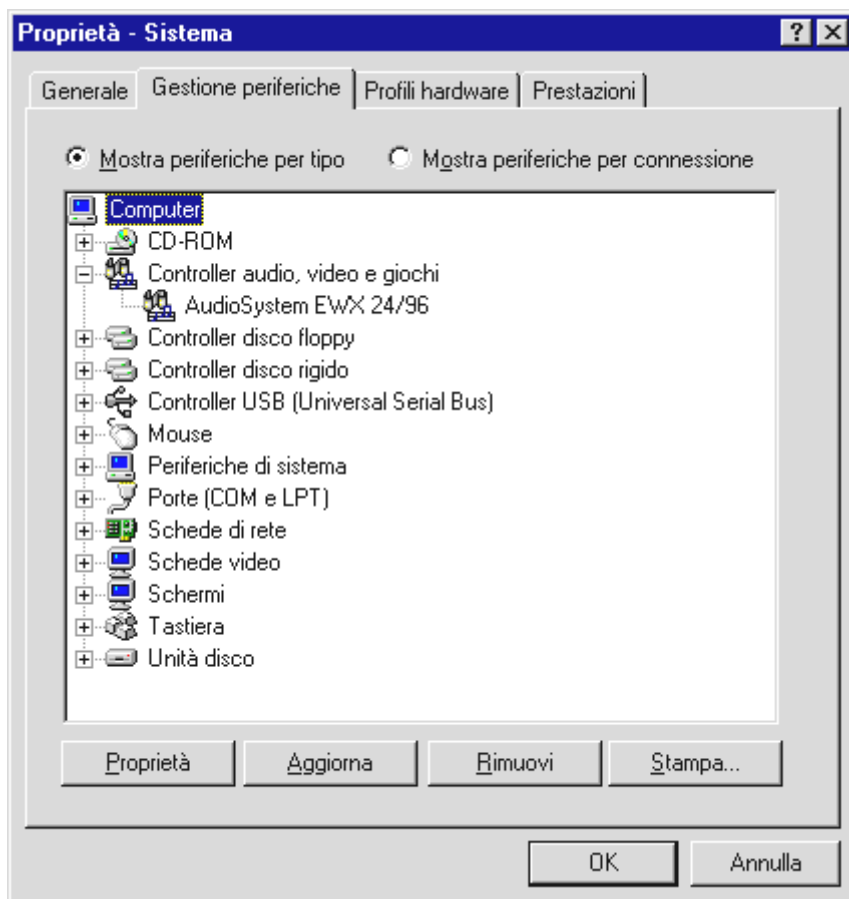 Proprietà - Sistema
Generale Gestione periferiche Profili hardware Prestazioni
Mostra periferiche per tipo Mostra periferiche per connessione
Computer
CD-ROM
Controller audio, video e giochi
AudioSystem EWX 24/96
Controller disco floppy
Controller disco rigido
Controller USB (Universal Serial Bus)
Mouse
Periferiche di sistema
Porte (COM e LPT)
Schede di rete
Schede video
Schermi
Tastiera
Unità disco
Proprietà Aggiorna Rimuovi Stampa...
OK Annulla